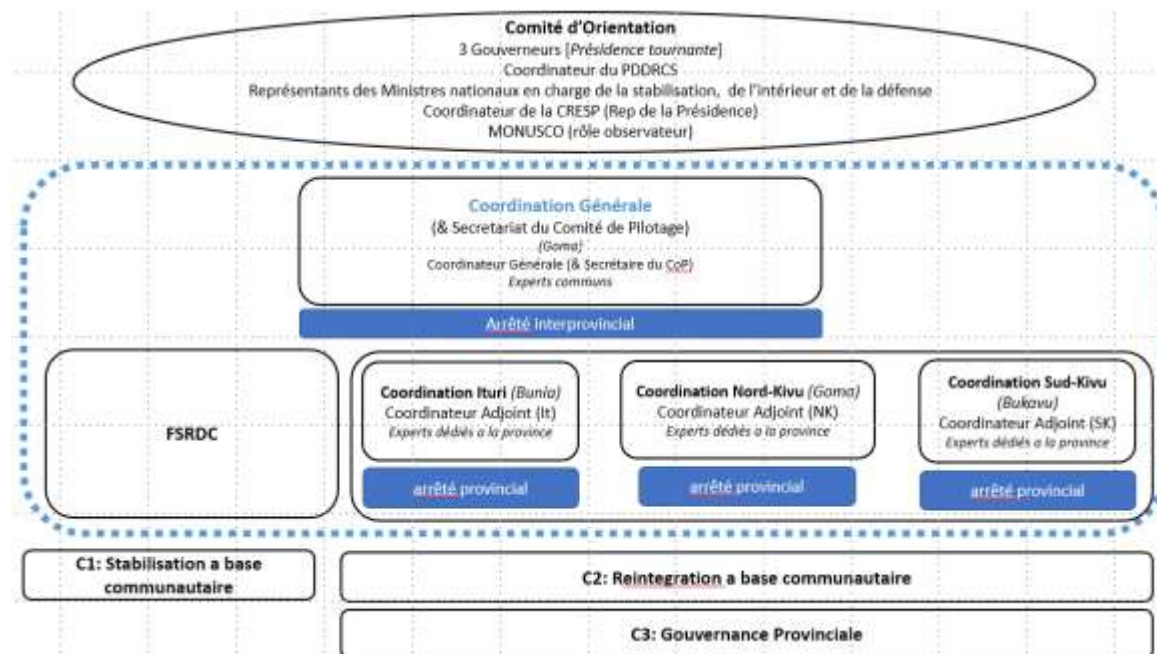 Comité d'Orientation
3 Gouverneurs [Présidence tournante]
Coordinateur du PDDRCS
Représentants des Ministres nationaux en charge de la stabilisation, de l'intérieur et de la défense
Coordinateur de la CRESP (Rep de la Présidence)
MONUSCO (rôle observateur)
Coordination Générale
(& Secretariat du Comité de Pilotage)
(Goma)
Coordinateur Générale (& Secrétaire du CoP)
Experts communs
Arrêté interprovincial
FSRDC
Coordination Ituri (Bunia)
Coordinateur Adjoint (It)
Experts dédiés a la province
arrêté provincial
Coordination Nord-Kivu (Goma)
Coordinateur Adjoint (NK)
Experts dédiés a la province
arrêté provincial
Coordination Sud-Kivu
(Bukavu)
Coordinateur Adjoint (SK)
Experts dédiés a la province
arrêté provincial
C1: Stabilisation a base
communautaire
C2: Reintegration a base communautaire
C3: Gouvernance Provinciale